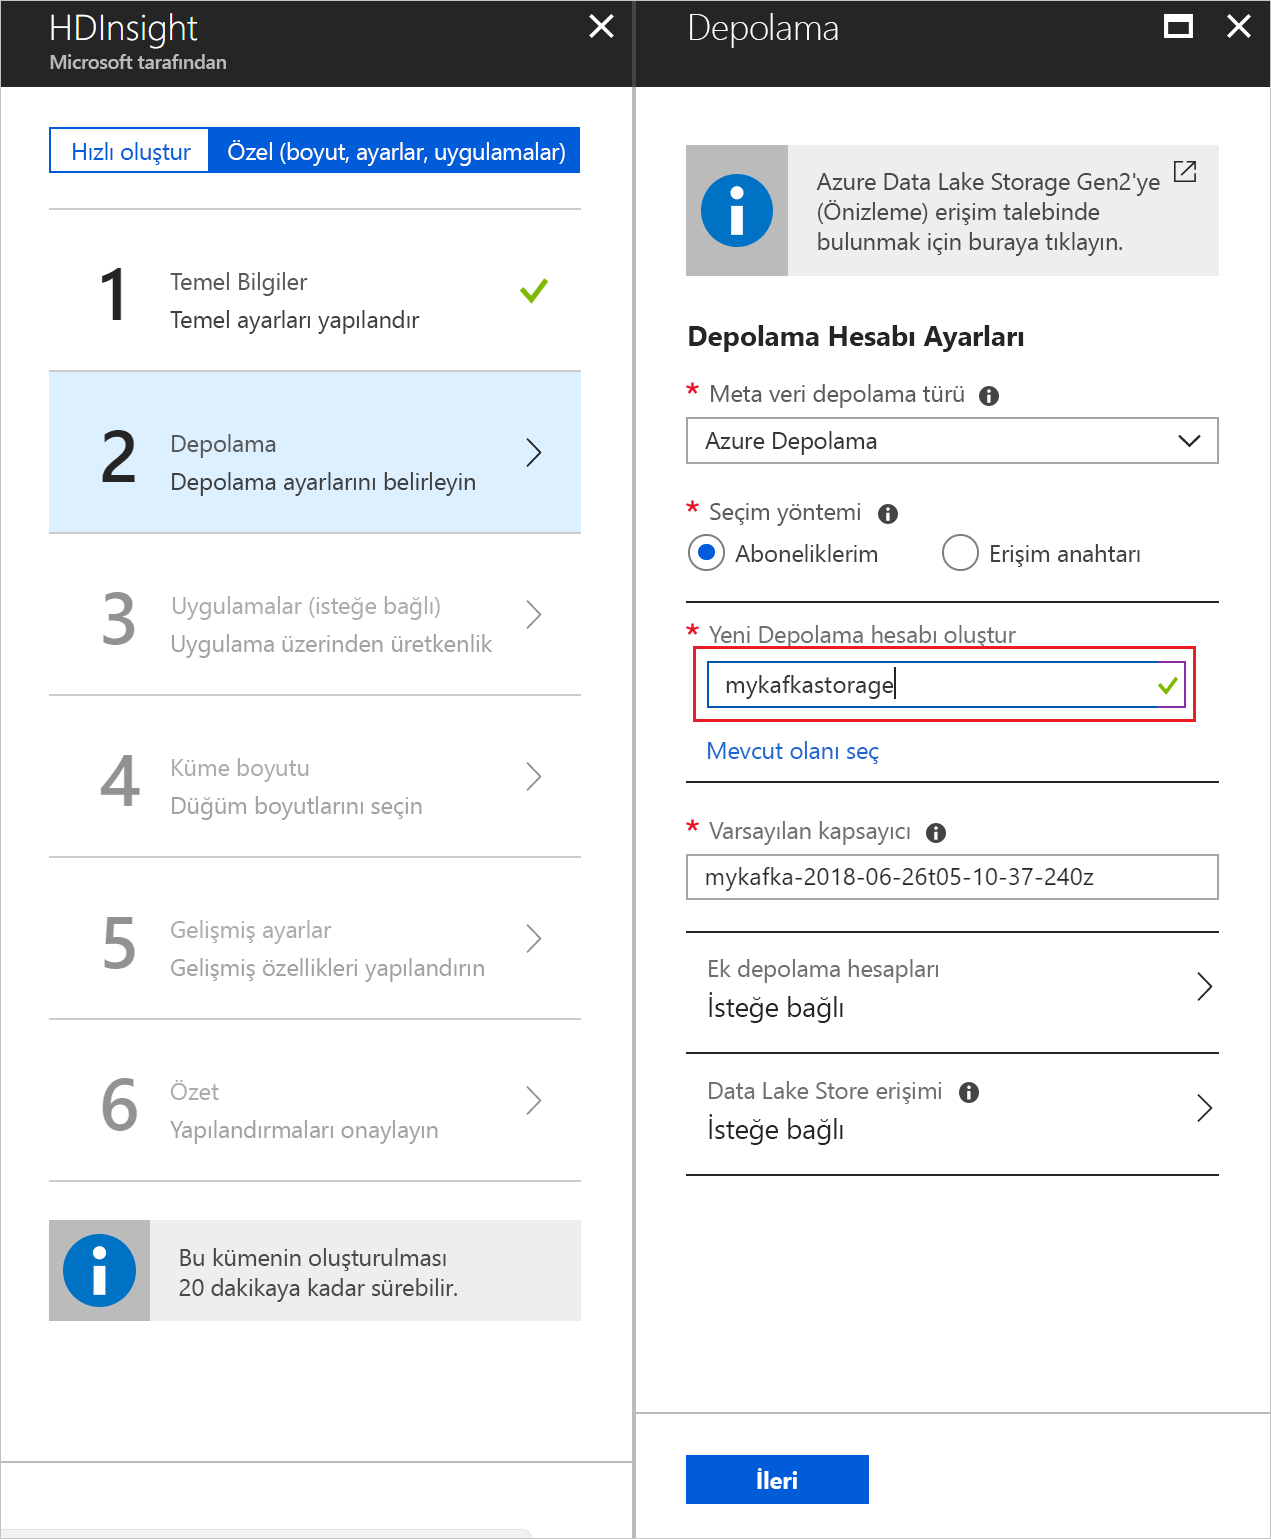 HDInsight
Microsoft tarafından
Hızlı oluştur
Özel (boyut, ayarlar, uygulamalar)
1
Temel Bilgiler
Temel ayarları yapılandır
2
Depolama
Depolama ayarlarını belirleyin
3
Uygulamalar (isteğe bağlı)
Uygulama üzerinden üretkenlik
4
Küme boyutu
Düğüm boyutlarını seçin
5
Gelişmiş ayarlar
Gelişmiş özellikleri yapılandırın
6
Özet
Yapılandırmaları onaylayın
Bu kümenin oluşturulması
20 dakikaya kadar sürebilir.
Depolama
Azure Data Lake Storage Gen2'ye
(Önizleme) erişim talebinde
bulunmak için buraya tıklayın.
Depolama Hesabı Ayarları
* Meta veri depolama türü
Azure Depolama
* Seçim yöntemi
Aboneliklerim
Erişim anahtarı
* Yeni Depolama hesabı oluştur
mykafkastorage
Mevcut olanı seç
* Varsayılan kapsayıcı
mykafka-2018-06-26t05-10-37-240z
Ek depolama hesapları
İsteğe bağlı
Data Lake Store erişimi
İsteğe bağlı
İleri